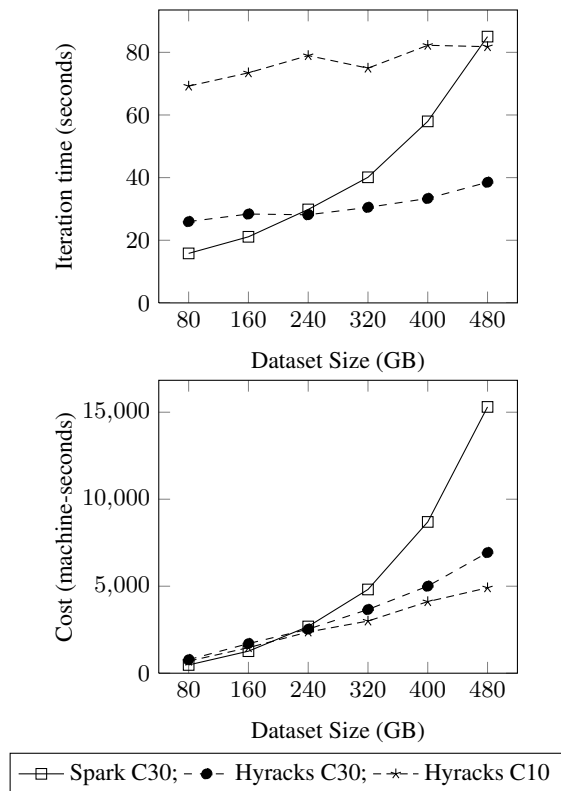 80
60
40
20
0
Iteration time (seconds)
80 160 240 320 400 480
Dataset Size (GB)
15,000
10,000
5,000
0
Cost (machine-seconds)
80 160 240 320 400 480
Dataset Size (GB)
Spark C30; Hyracks C30; Hyracks C10